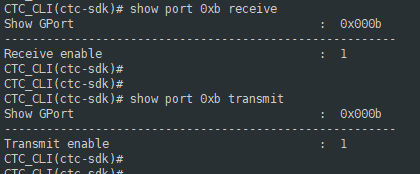 CTC_CLI(ctc-sdk)# show port 0xb receive
Show GPort                              :  0x000b
-----------------------------------------------------
Receive enable                          :  1
CTC_CLI(ctc-sdk)#
CTC_CLI(ctc-sdk)#
CTC_CLI(ctc-sdk)# show port 0xb transmit
Show GPort                              :  0x000b
-----------------------------------------------------
Transmit enable                         :  1
CTC_CLI(ctc-sdk)#
CTC_CLI(ctc-sdk)#